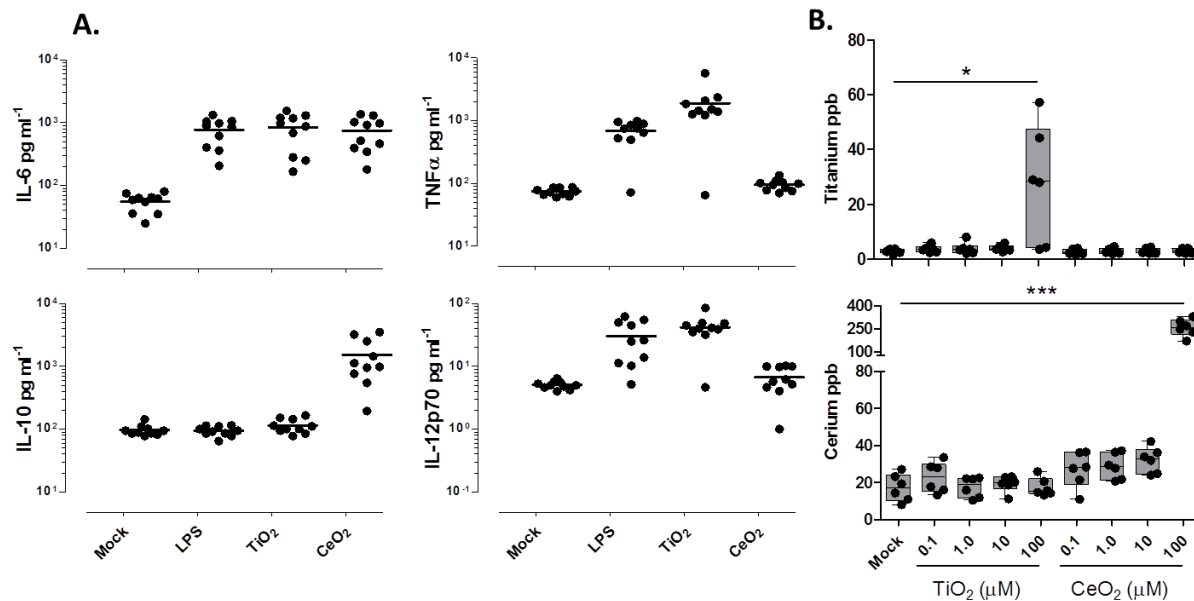 A.
B.
IL-6 pg ml⁻¹
10⁴
10³
10²
10¹
TNFα pg ml⁻¹
10⁴
10³
10²
10¹
Titanium ppb
80
60
40
20
0
*
IL-10 pg ml⁻¹
10⁴
10³
10²
10¹
Mock
LPS
TiO₂
CeO₂
IL-12p70 pg ml⁻¹
10²
10¹
10⁰
10⁻¹
Mock
LPS
TiO₂
CeO₂
Cerium ppb
400
250
100
80
60
40
20
0
***
Mock
0.1
1.0
10
100
0.1
1.0
10
100
TiO₂ (μM)
CeO₂ (μM)